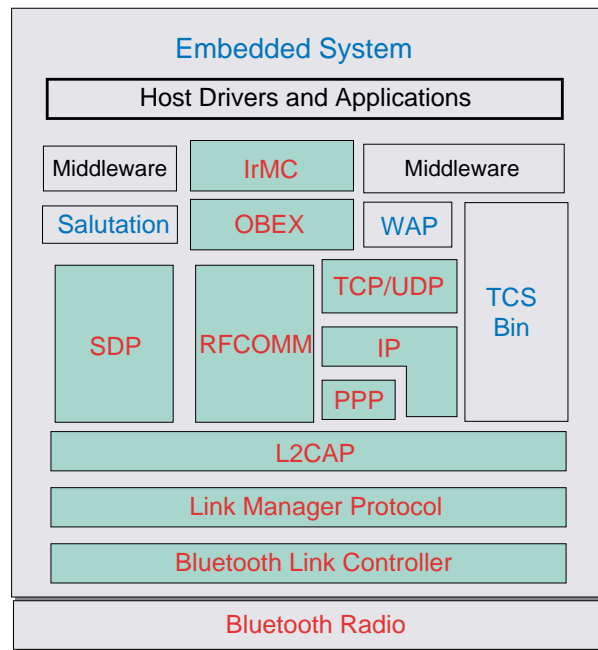 Embedded System
Host Drivers and Applications
Middleware
IrMC
Middleware
Salutation
OBEX
WAP
TCS
Bin
SDP
RFCOMM
TCP/UDP
IP
PPP
L2CAP
Link Manager Protocol
Bluetooth Link Controller
Bluetooth Radio